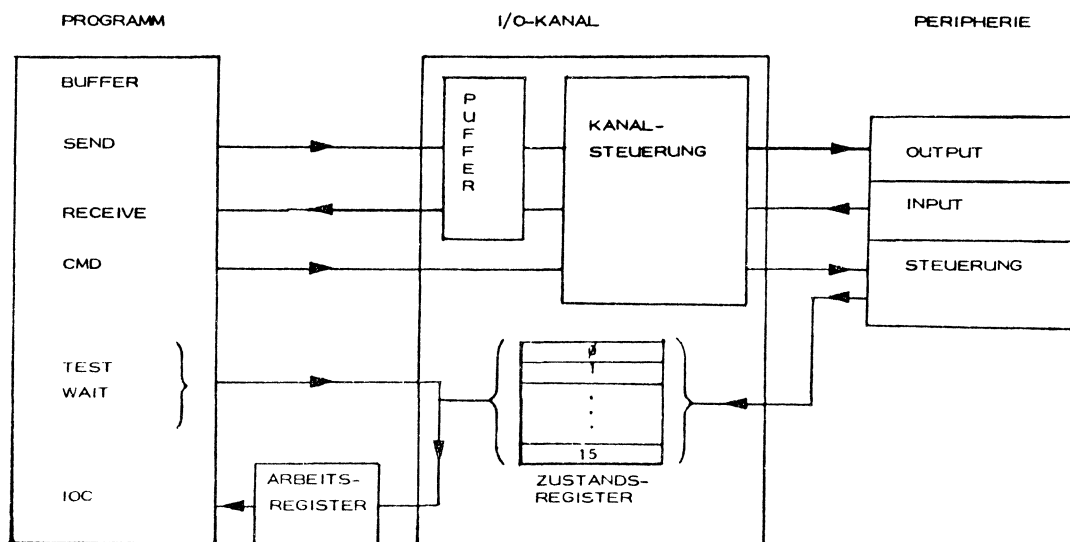 PROGRAMM
I/O-KANAL
PERIPHERIE
BUFFER
SEND
RECEIVE
CMD
TEST
WAIT
IOC
PUFFER
KANAL-
STEUERUNG
OUTPUT
INPUT
STEUERUNG
Ø
1
15
ZUSTANDS-
REGISTER
ARBEITS-
REGISTER